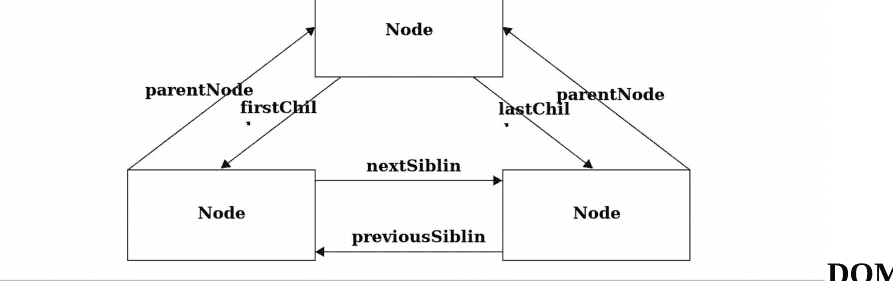 Node
parentNode
parentNode
firstChil
lastChil
nextSiblin
Node
Node
previousSiblin
DOM